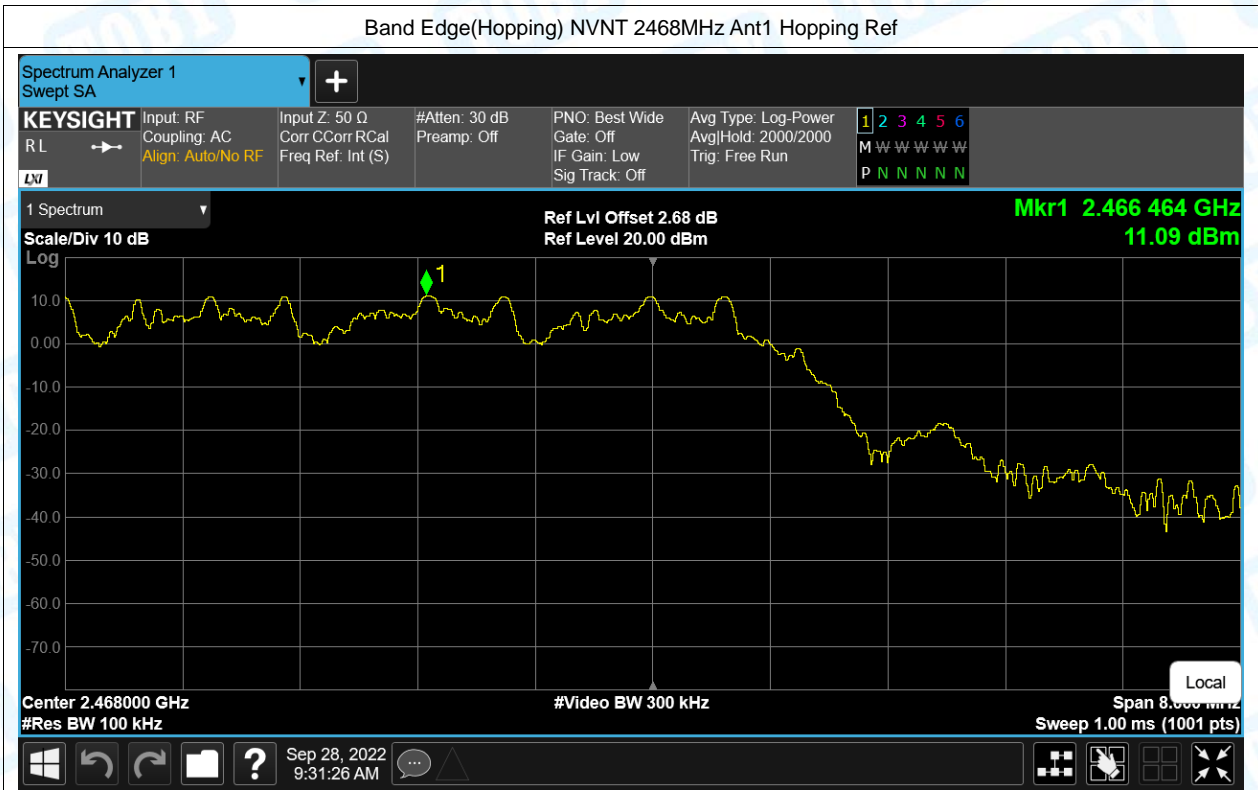 Band Edge(Hopping) NVNT 2468MHz Ant1 Hopping Ref
Spectrum Analyzer 1
Swept SA
KEYSIGHT
R L
LXI
Input: RF
Coupling: AC
Align: Auto/No RF
Input Z: 50 Ω
Corr CCorr RCal
Freq Ref: Int (S)
#Atten: 30 dB
Preamp: Off
PNO: Best Wide
Gate: Off
IF Gain: Low
Sig Track: Off
Avg Type: Log-Power
Avg|Hold: 2000/2000
Trig: Free Run
1 2 3 4 5 6
M W W W W W
P N N N N N
1 Spectrum
Scale/Div 10 dB
Ref Lvl Offset 2.68 dB
Ref Level 20.00 dBm
Mkr1 2.466 464 GHz
11.09 dBm
Log
1
10.0
0.00
-10.0
-20.0
-30.0
-40.0
-50.0
-60.0
-70.0
Local
Center 2.468000 GHz
#Video BW 300 kHz
Span 8.000 MHz
#Res BW 100 kHz
Sweep 1.00 ms (1001 pts)
?
Sep 28, 2022
9:31:26 AM